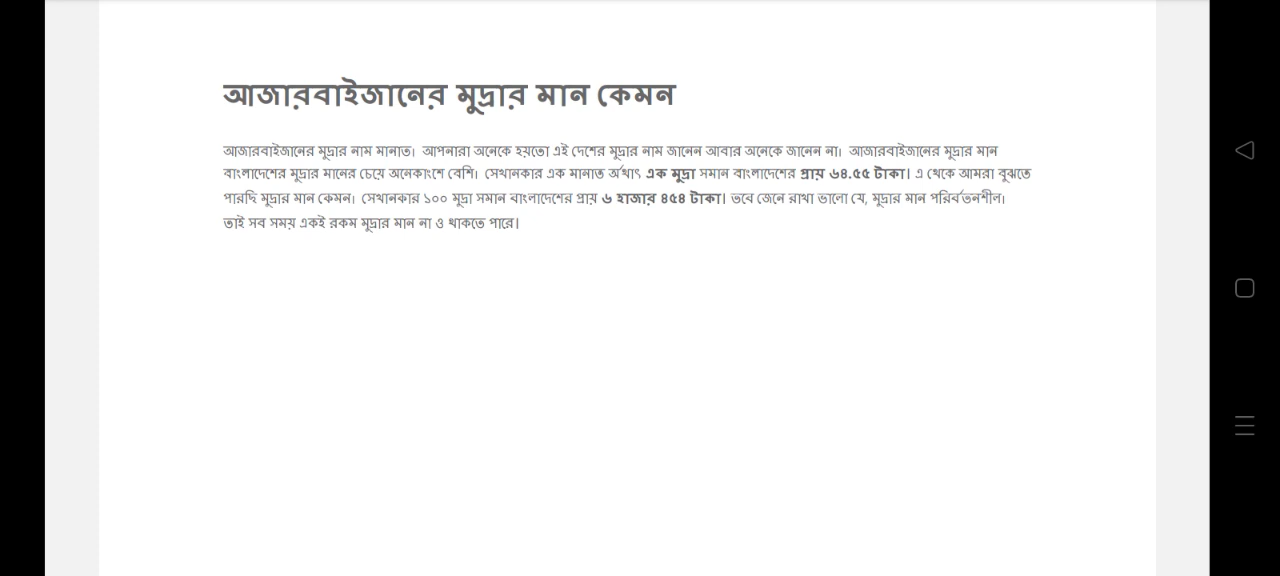 আজারবাইজানের মুদ্রার মান কেমন
আজারবাইজানের মুদ্রার নাম মানাত। আপনারা অনেকে হয়তো এই দেশের মুদ্রার নাম জানেন আবার অনেকে জানেন না। আজারবাইজানের মুদ্রার মান
বাংলাদেশের মুদ্রার মানের চেয়ে অনেকাংশে বেশি। সেখানকার এক মানাত অর্থাৎ এক মুদ্রা সমান বাংলাদেশের প্রায় ৬৪.৫৫ টাকা। এ থেকে আমরা বুঝতে
পারছি মুদ্রার মান কেমন। সেখানকার ১০০ মুদ্রা সমান বাংলাদেশের প্রায় ৬ হাজার ৪৫৪ টাকা। তবে জেনে রাখা ভালো যে, মুদ্রার মান পরিবর্তনশীল।
তাই সব সময় একই রকম মুদ্রার মান না ও থাকতে পারে।